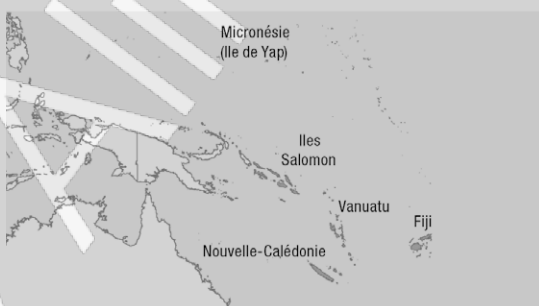 Micronésie
(Ile de Yap)
Iles
Salomon
Vanuatu
Fiji
Nouvelle-Calédonie